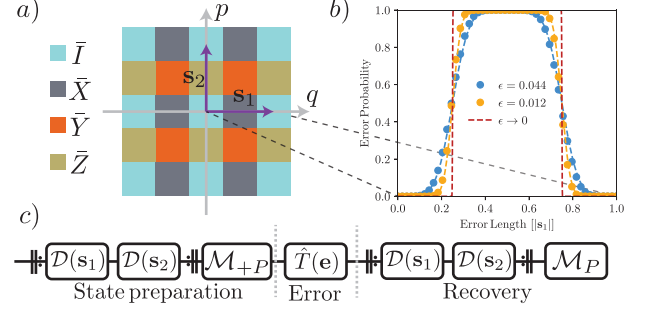 a)
p
b)
Ī
X̄
Ȳ
Z̄
s₂
s₁
q
Error Probability
1.0
0.8
0.6
0.4
0.2
0.0
ϵ = 0.044
ϵ = 0.012
ϵ → 0
0.0 0.2 0.4 0.6 0.8 1.0
Error Length [|s₁|]
c)
𝒟(s₁) 𝒟(s₂) ℳ₊P T̂(e) 𝒟(s₁) 𝒟(s₂) ℳP
State preparation Error Recovery